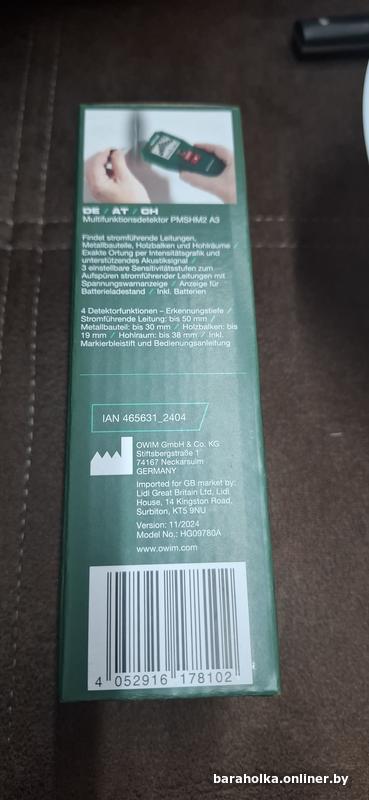 DE / AT / CH
Multifunktionsdetektor PMSHM2 A3
Findet stromführende Leitungen,
Metallbauteile, Holzbalken und Hohlräume /
Exakte Ortung per Intensitätsgrafik und
unterstützendes Akustiksignal /
3 einstellbare Sensitivitätsstufen zum
Aufspüren stromführender Leitungen mit
Spannungswarnanzeige / Anzeige für
Batterieladestand / Inkl. Batterien
4 Detektorfunktionen – Erkennungstiefe /
Stromführende Leitung: bis 50 mm /
Metallbauteil: bis 30 mm / Holzbalken: bis
19 mm / Hohlraum: bis 38 mm / Inkl.
Markierbleistift und Bedienungsanleitung
IAN 465631_2404
OWIM GmbH & Co. KG
Stiftsbergstraße 1
74167 Neckarsulm
GERMANY
Imported for GB market by:
Lidl Great Britain Ltd, Lidl
House, 14 Kingston Road,
Surbiton, KT5 9NU
Version: 11/2024
Model No.: HG09780A
www.owim.com
4 052916 178102
baraholka.onliner.by